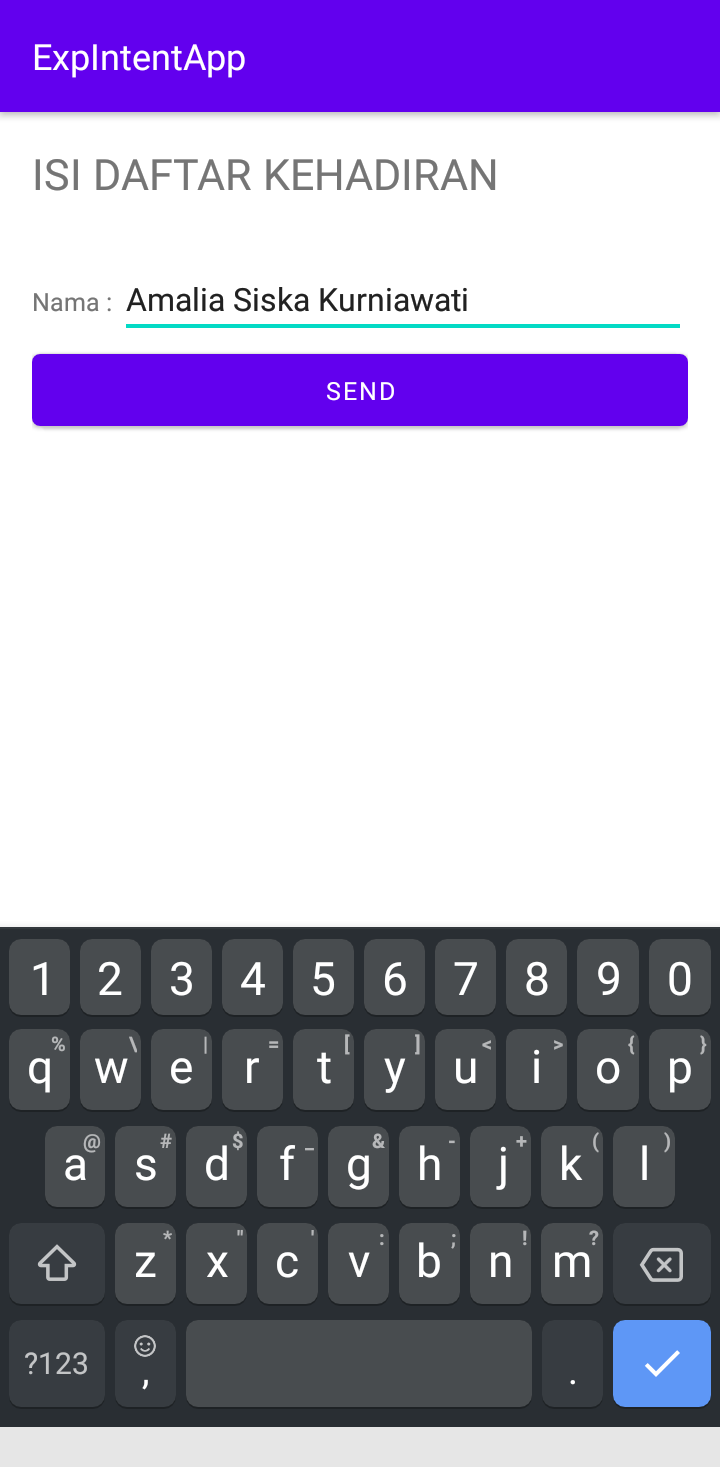 ExpIntentApp
ISI DAFTAR KEHADIRAN
Nama : Amalia Siska Kurniawati
SEND
1 2 3 4 5 6 7 8 9 0
q % w \ e | r = t [ y ] u < i > o { p }
a @ s # d $ f _ g & h - j + k ( l )
z * x " c ' v : b ; n ! m ?
?123 , .